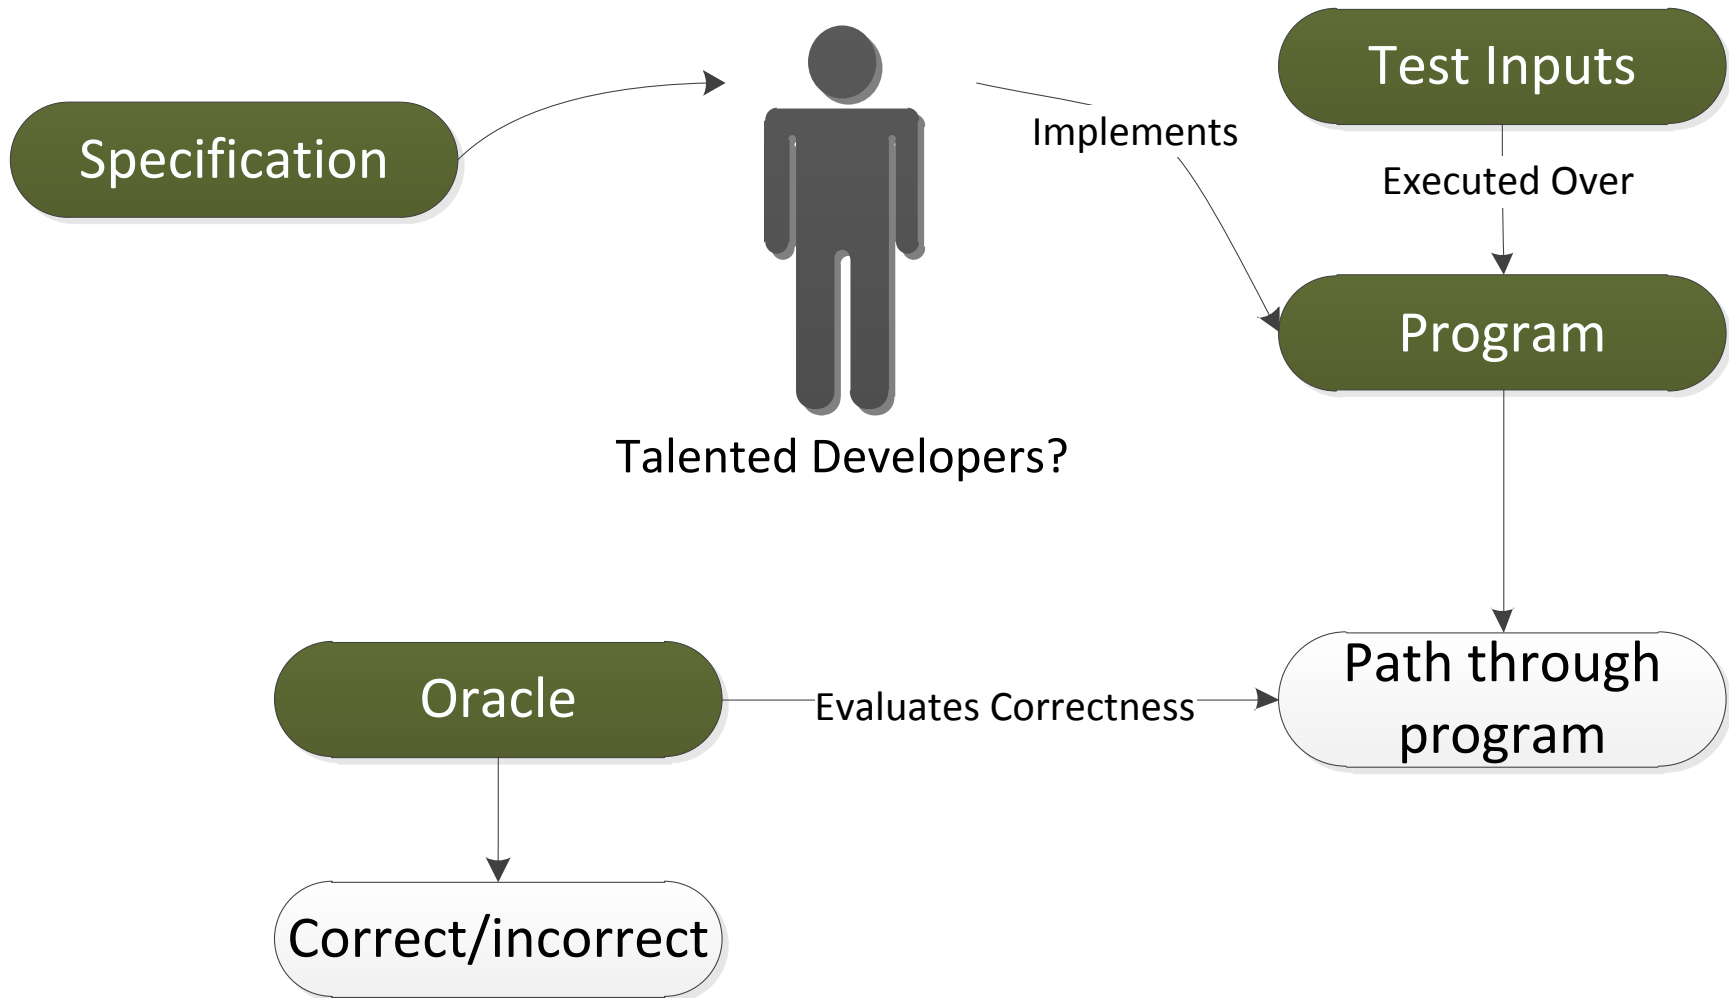 Test Inputs
Specification
Implements
Executed Over
Program
Talented Developers?
Path through
program
Oracle
Evaluates Correctness
Correct/incorrect